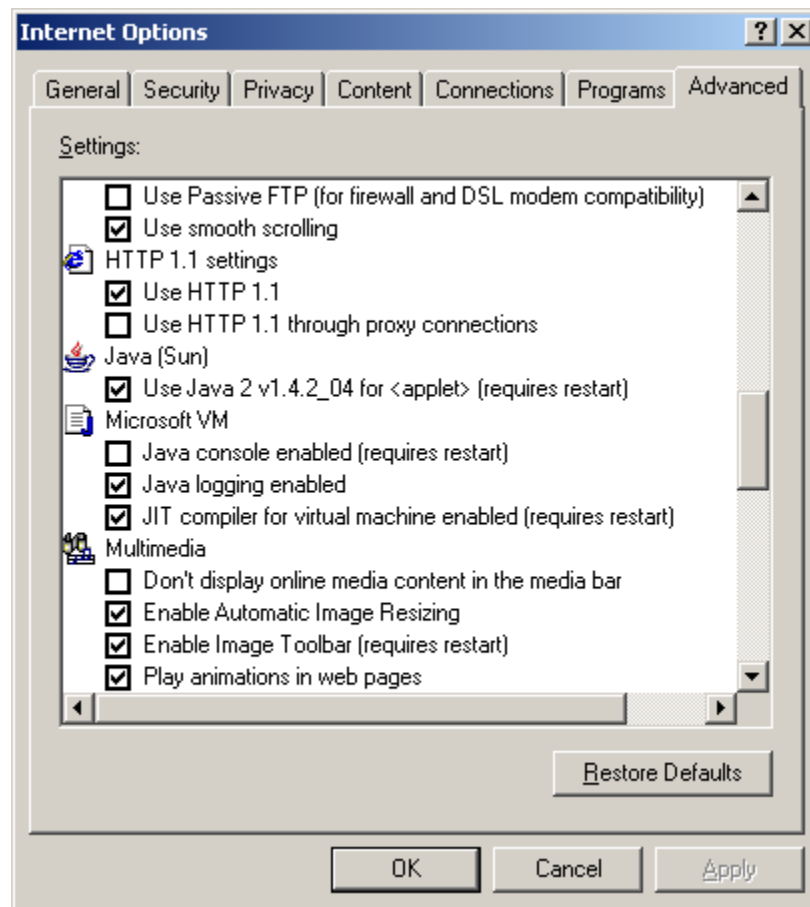 Internet Options
General Security Privacy Content Connections Programs Advanced
Settings:
Use Passive FTP (for firewall and DSL modem compatibility)
Use smooth scrolling
HTTP 1.1 settings
Use HTTP 1.1
Use HTTP 1.1 through proxy connections
Java (Sun)
Use Java 2 v1.4.2_04 for <applet> (requires restart)
Microsoft VM
Java console enabled (requires restart)
Java logging enabled
JIT compiler for virtual machine enabled (requires restart)
Multimedia
Don't display online media content in the media bar
Enable Automatic Image Resizing
Enable Image Toolbar (requires restart)
Play animations in web pages
Restore Defaults
OK Cancel Apply